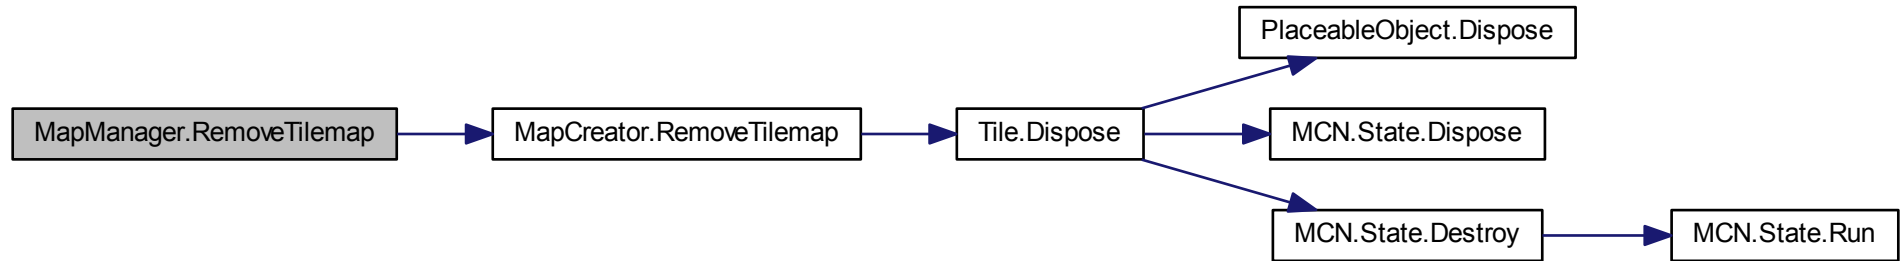 PlaceableObject.Dispose
MapManager.RemoveTilemap
MapCreator.RemoveTilemap
Tile.Dispose
MCN.State.Dispose
MCN.State.Destroy
MCN.State.Run